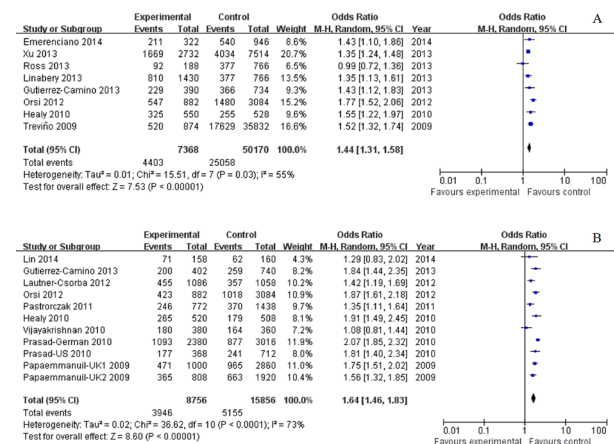 A
Experimental Control Odds Ratio Odds Ratio
Study or Subgroup Events Total Events Total Weight M-H, Random, 95% CI Year M-H, Random, 95% CI
Emerenciano 2014 211 322 540 946 8.6% 1.43 [1.10, 1.86] 2014
Xu 2013 1669 2732 4034 7514 20.7% 1.35 [1.24, 1.48] 2013
Ross 2013 92 188 377 766 6.0% 0.99 [0.72, 1.36] 2013
Linabery 2013 810 1430 377 766 13.6% 1.35 [1.13, 1.61] 2013
Gutierrez-Camino 2013 229 390 366 734 9.0% 1.43 [1.12, 1.83] 2013
Orsi 2012 547 882 1480 3084 15.2% 1.77 [1.52, 2.06] 2012
Healy 2010 325 550 255 528 9.3% 1.55 [1.22, 1.97] 2010
Treviño 2009 520 874 17629 35832 16.6% 1.52 [1.32, 1.74] 2009
Total (95% CI) 7368 50170 100.0% 1.44 [1.31, 1.58]
Total events 4403 25058
Heterogeneity: Tau² = 0.01; Chi² = 15.51, df = 7 (P = 0.03); I² = 55%
Test for overall effect: Z = 7.53 (P < 0.00001)
0.01 0.1 1 10 100
Favours experimental Favours control
B
Experimental Control Odds Ratio Odds Ratio
Study or Subgroup Events Total Events Total Weight M-H, Random, 95% CI Year M-H, Random, 95% CI
Lin 2014 71 158 62 160 4.3% 1.29 [0.83, 2.02] 2014
Gutierrez-Camino 2013 200 402 259 740 8.6% 1.84 [1.44, 2.35] 2013
Lautner-Csorba 2012 455 1086 357 1058 11.2% 1.42 [1.19, 1.69] 2012
Orsi 2012 423 882 1018 3084 12.2% 1.87 [1.61, 2.18] 2012
Pastrorczak 2011 246 772 370 1438 10.4% 1.35 [1.11, 1.64] 2011
Healy 2010 265 520 179 508 8.3% 1.91 [1.49, 2.45] 2010
Vijayakrishnan 2010 180 380 164 360 7.2% 1.08 [0.81, 1.44] 2010
Prasad-German 2010 1093 2380 877 3016 13.9% 2.07 [1.85, 2.32] 2010
Prasad-US 2010 177 368 241 712 8.1% 1.81 [1.40, 2.34] 2010
Papaemmanuil-UK1 2009 471 1000 965 2860 12.4% 1.75 [1.51, 2.02] 2009
Papaemmanuil-UK2 2009 365 808 663 1920 11.5% 1.56 [1.32, 1.85] 2009
Total (95% CI) 8756 15856 100.0% 1.64 [1.46, 1.83]
Total events 3946 5155
Heterogeneity: Tau² = 0.02; Chi² = 36.62, df = 10 (P < 0.0001); I² = 73%
Test for overall effect: Z = 8.60 (P < 0.00001)
0.01 0.1 1 10 100
Favours experimental Favours control